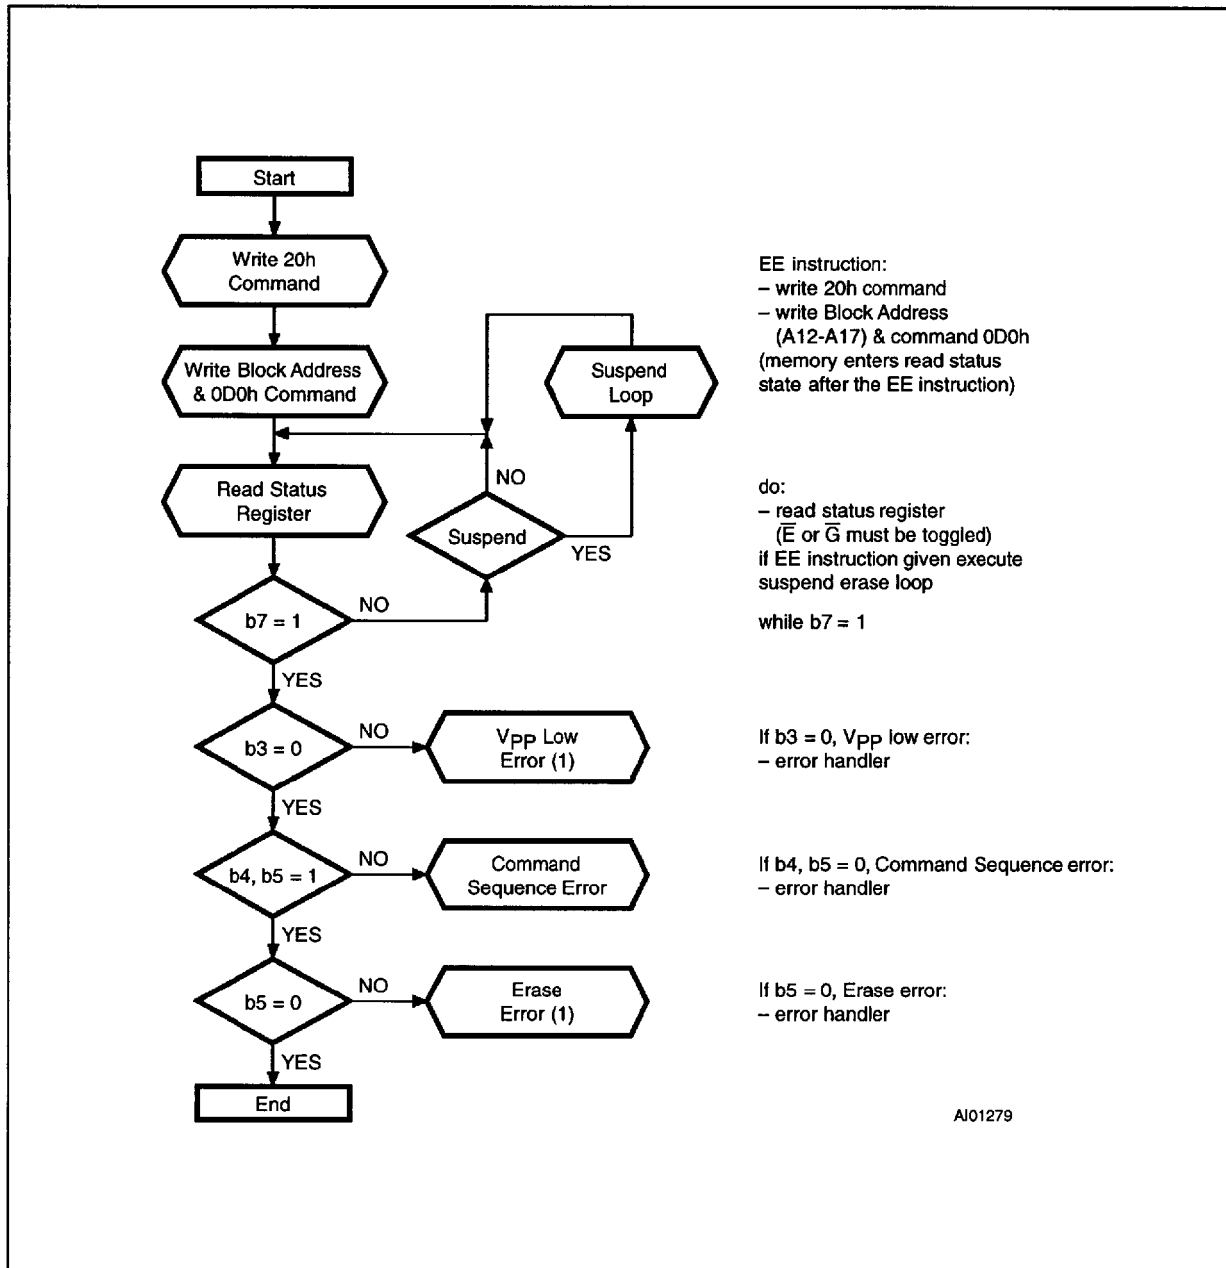 Start
Write 20h
Command
Write Block Address
& 0D0h Command
Read Status
Register
b7 = 1
NO
YES
Suspend
NO
YES
Suspend
Loop
b3 = 0
NO
YES
VPP Low
Error (1)
b4, b5 = 1
NO
YES
Command
Sequence Error
b5 = 0
NO
YES
Erase
Error (1)
End
EE instruction:
– write 20h command
– write Block Address
(A12-A17) & command 0D0h
(memory enters read status
state after the EE instruction)
do:
– read status register
(E̅ or G̅ must be toggled)
if EE instruction given execute
suspend erase loop
while b7 = 1
If b3 = 0, VPP low error:
– error handler
If b4, b5 = 0, Command Sequence error:
– error handler
If b5 = 0, Erase error:
– error handler
AI01279